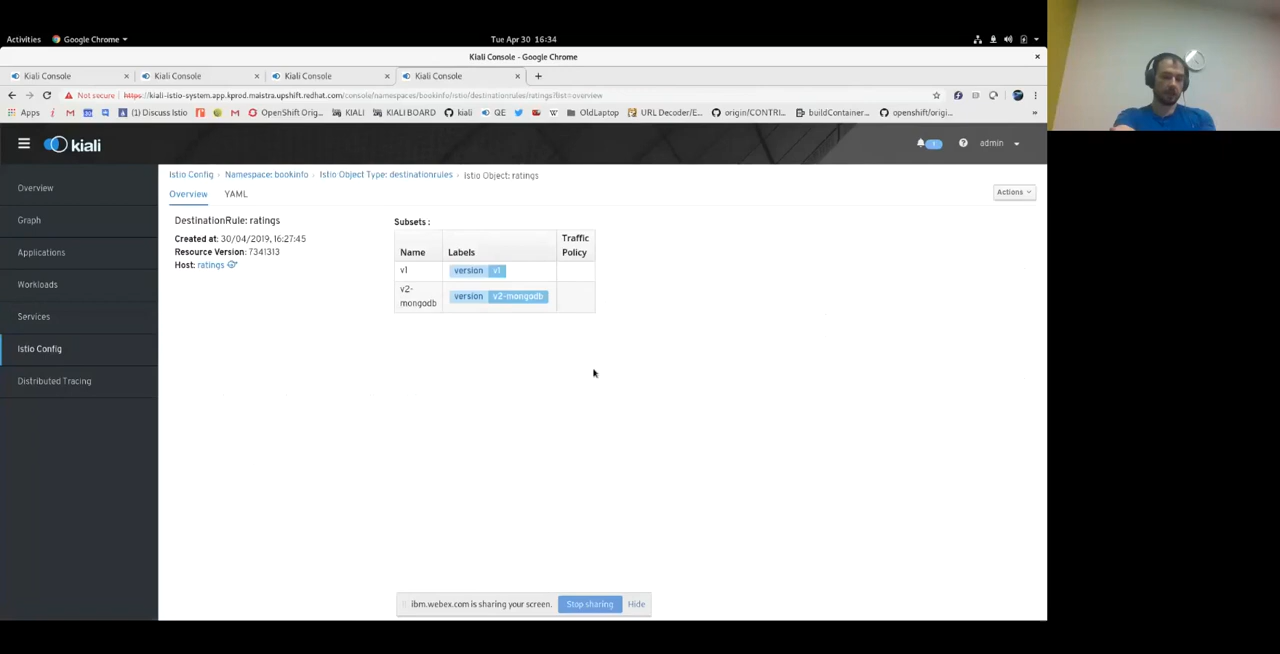 Activities Google Chrome Tue Apr 30 16:34
Kiali Console - Google Chrome
Kiali Console Kiali Console Kiali Console Kiali Console
Not secure https://kiali-istio-system.app.kprod.maistra.upshift.redhat.com/console/namespaces/bookinfo/istio/destinationrules/ratings?list=overview
Apps (1) Discuss Istio OpenShift Orig... KIALI KIALI BOARD kiali QE OldLaptop URL Decoder/E... origin/CONTRI... buildContainer... openshift/origi... »
kiali admin
Overview
Graph
Applications
Workloads
Services
Istio Config
Distributed Tracing
Istio Config Namespace: bookinfo Istio Object Type: destinationrules Istio Object: ratings
Overview YAML
Actions
DestinationRule: ratings
Created at: 30/04/2019, 16:27:45
Resource Version: 7341313
Host: ratings
Subsets :
Name Labels Traffic Policy
v1 version v1
v2-mongodb version v2-mongodb
ibm.webex.com is sharing your screen. Stop sharing Hide